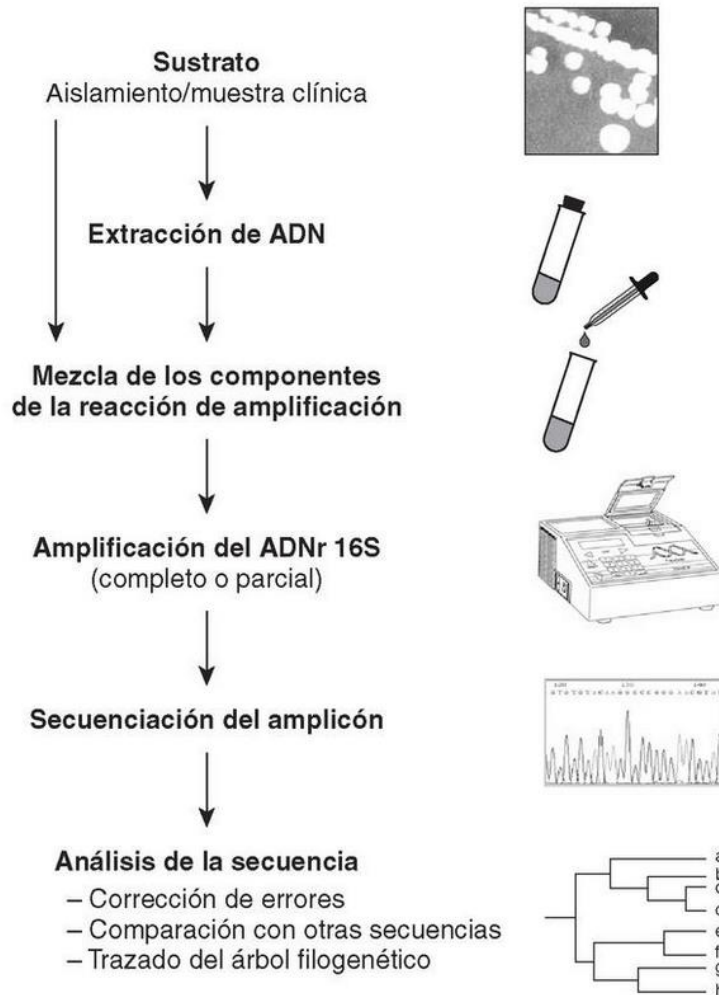 Sustrato
Aislamiento/muestra clínica
Extracción de ADN
Mezcla de los componentes
de la reacción de amplificación
Amplificación del ADNr 16S
(completo o parcial)
Secuenciación del amplicón
Análisis de la secuencia
– Corrección de errores
– Comparación con otras secuencias
– Trazado del árbol filogenético
a
e
f
g